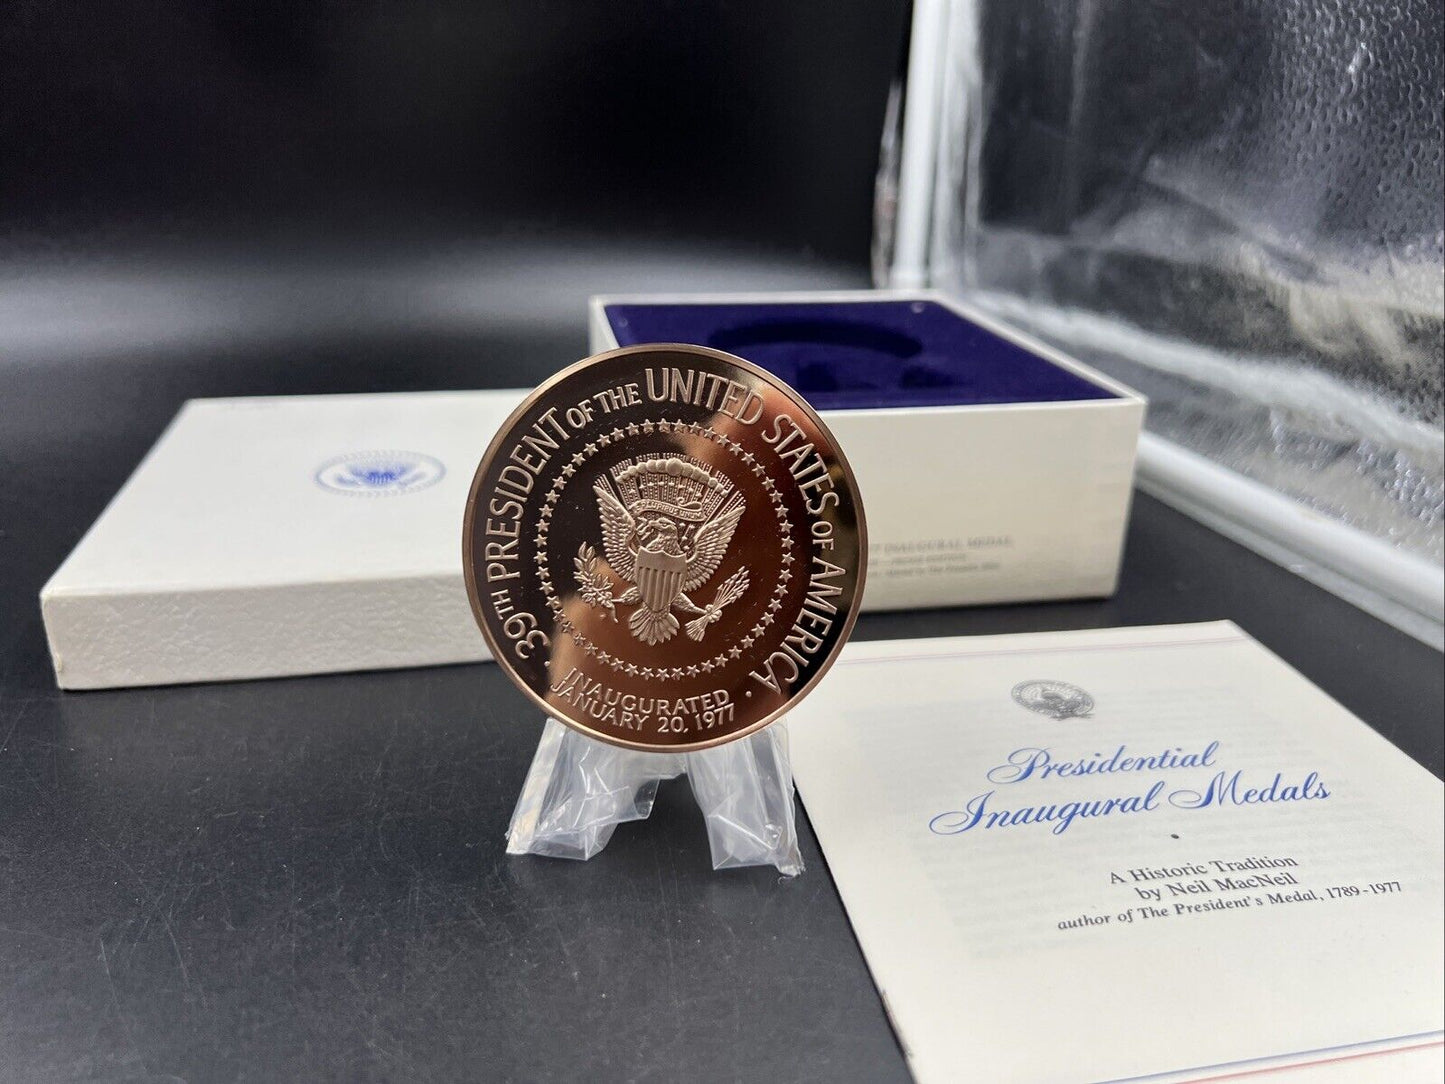 39TH PRESIDENT OF THE UNITED STATES OF AMERICA
INAUGURATED
JANUARY 20, 1977
INAUGURAL MEDAL
Presidential
Inaugural Medals
A Historic Tradition
by Neil MacNeil
author of The President's Medal, 1789-1977